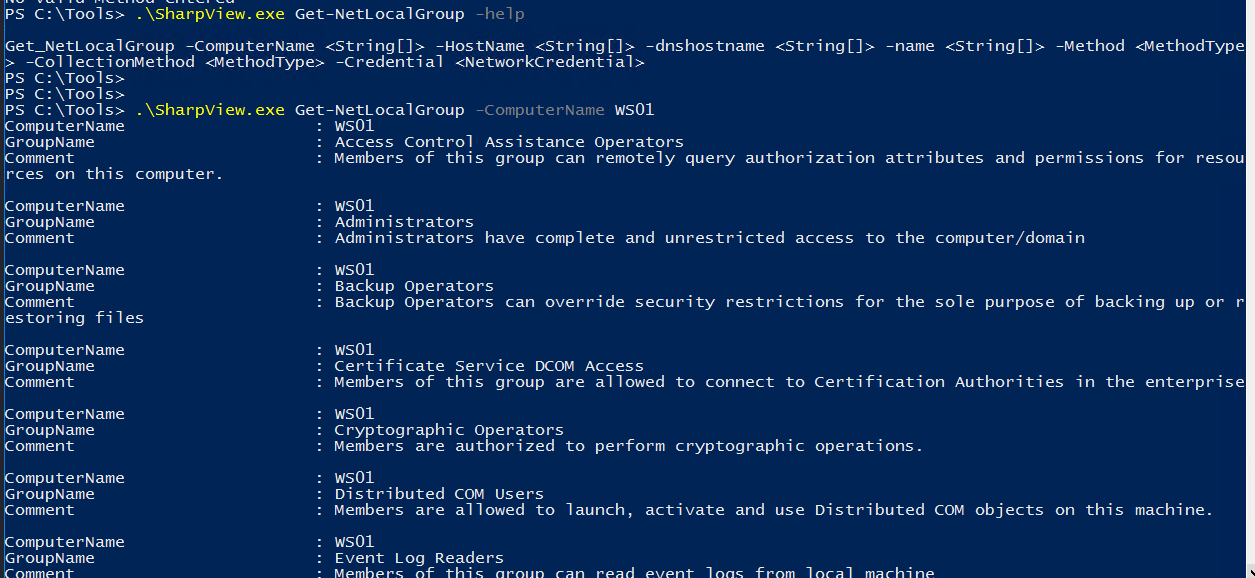 No valid Method entered
PS C:\Tools> .\SharpView.exe Get-NetLocalGroup -help
Get_NetLocalGroup -ComputerName <String[]> -HostName <String[]> -dnshostname <String[]> -name <String[]> -Method <MethodType
> -CollectionMethod <MethodType> -Credential <NetworkCredential>
PS C:\Tools>
PS C:\Tools>
PS C:\Tools> .\SharpView.exe Get-NetLocalGroup -ComputerName WS01
ComputerName : WS01
GroupName : Access Control Assistance Operators
Comment : Members of this group can remotely query authorization attributes and permissions for resou
rces on this computer.
ComputerName : WS01
GroupName : Administrators
Comment : Administrators have complete and unrestricted access to the computer/domain
ComputerName : WS01
GroupName : Backup Operators
Comment : Backup Operators can override security restrictions for the sole purpose of backing up or r
estoring files
ComputerName : WS01
GroupName : Certificate Service DCOM Access
Comment : Members of this group are allowed to connect to Certification Authorities in the enterprise
ComputerName : WS01
GroupName : Cryptographic Operators
Comment : Members are authorized to perform cryptographic operations.
ComputerName : WS01
GroupName : Distributed COM Users
Comment : Members are allowed to launch, activate and use Distributed COM objects on this machine.
ComputerName : WS01
GroupName : Event Log Readers
Comment : Members of this group can read event logs from local machine